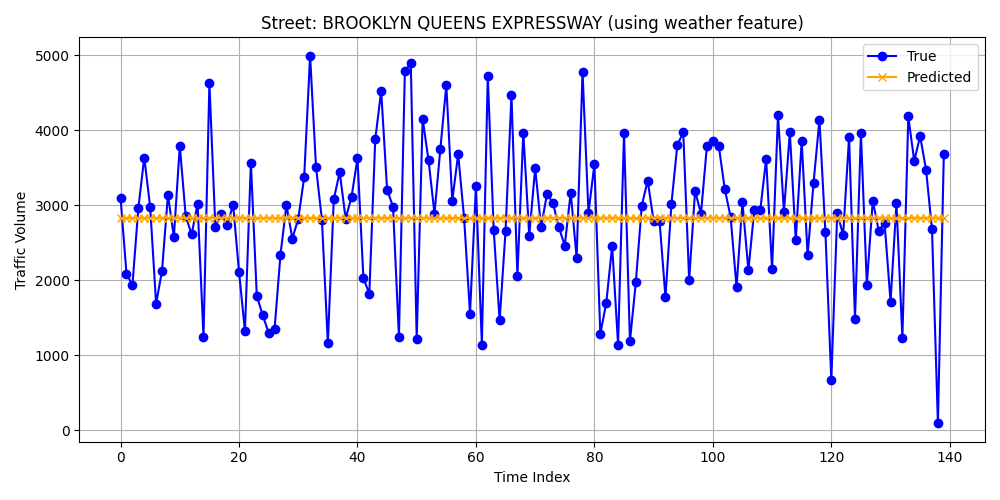 Street: BROOKLYN QUEENS EXPRESSWAY (using weather feature)
True
Predicted
Traffic Volume
5000
4000
3000
2000
1000
0
0 20 40 60 80 100 120 140
Time Index